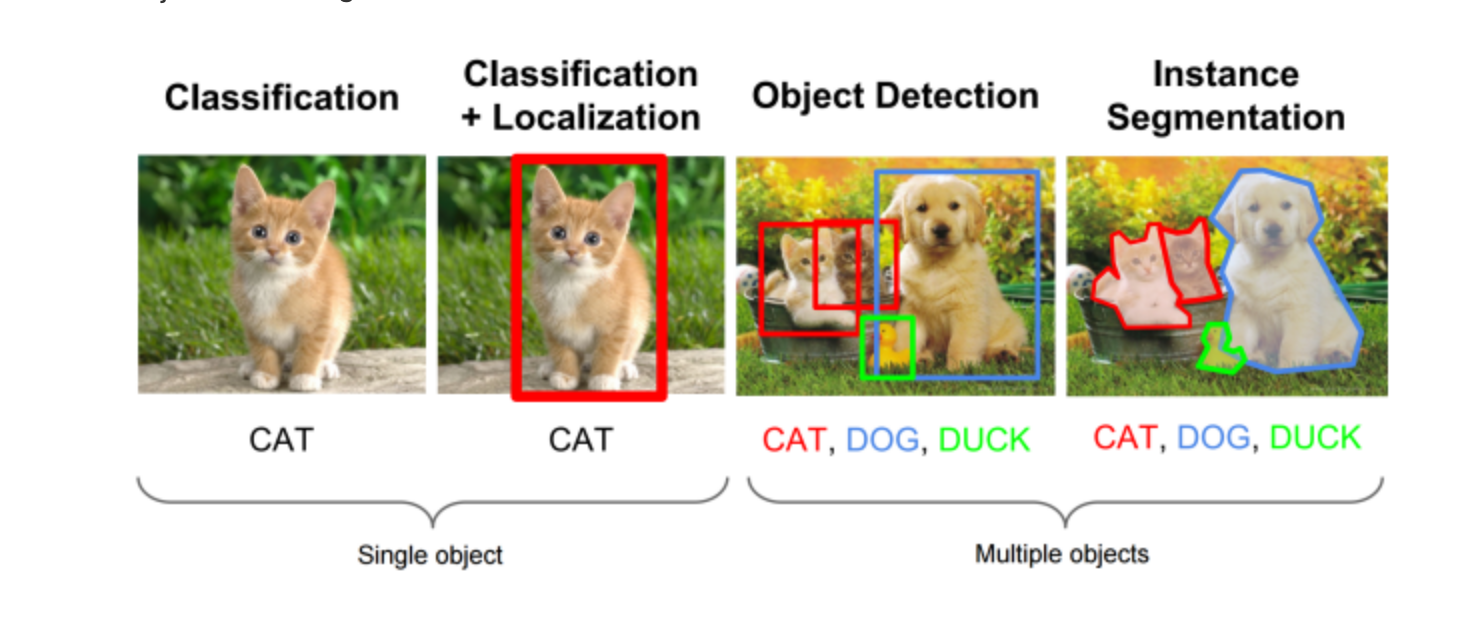 Classification
Classification
+ Localization
Object Detection
Instance
Segmentation
CAT
CAT
CAT, DOG, DUCK
CAT, DOG, DUCK
Single object
Multiple objects